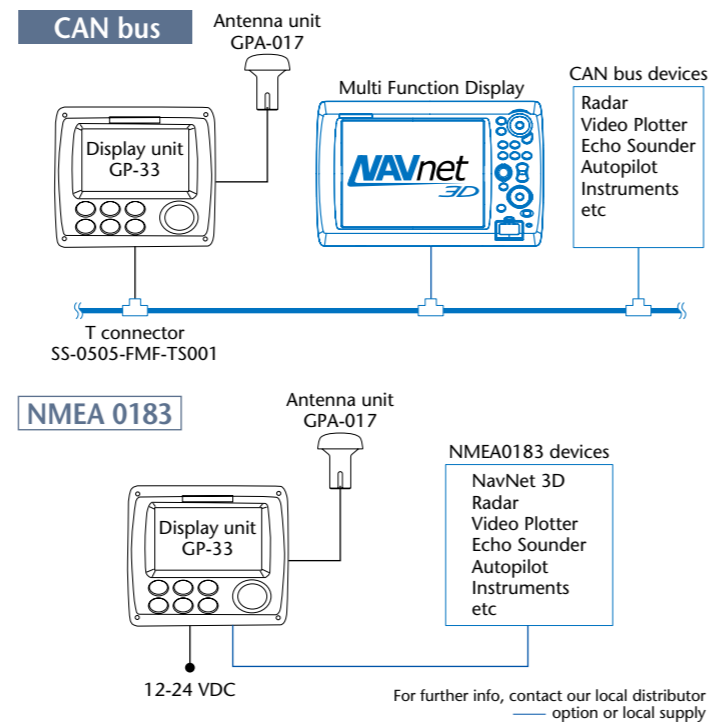 CAN bus
Antenna unit
GPA-017
Display unit
GP-33
Multi Function Display
NAVnet
3D
CAN bus devices
Radar
Video Plotter
Echo Sounder
Autopilot
Instruments
etc
T connector
SS-0505-FMF-TS001
NMEA 0183
Antenna unit
GPA-017
Display unit
GP-33
NMEA0183 devices
NavNet 3D
Radar
Video Plotter
Echo Sounder
Autopilot
Instruments
etc
12-24 VDC
For further info, contact our local distributor
option or local supply